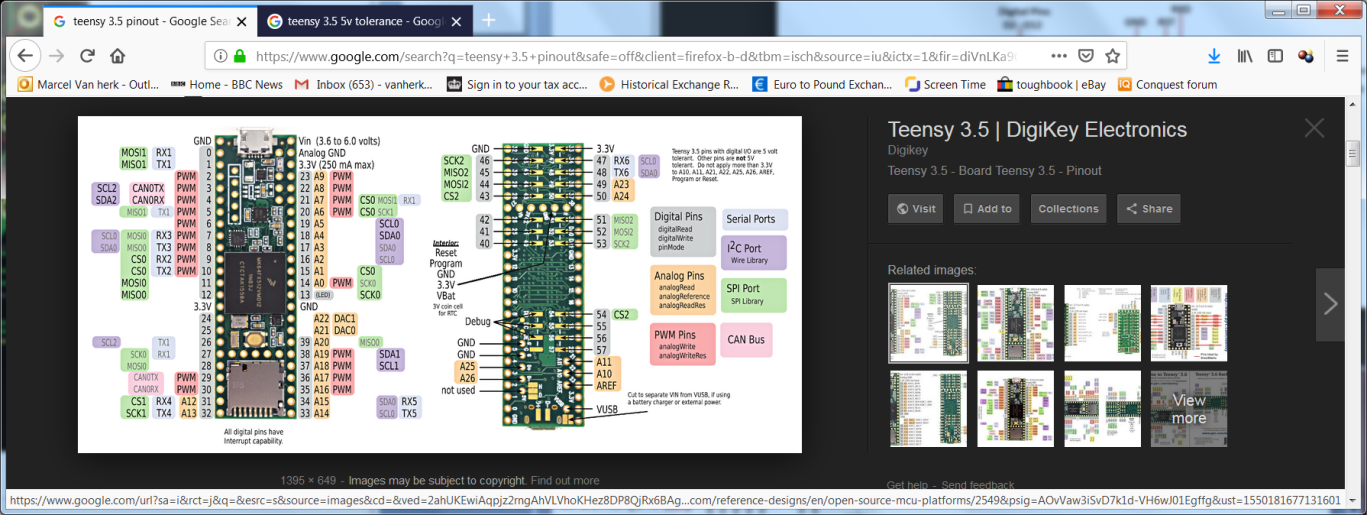 teensy 3.5 pinout - Google Sear
teensy 3.5 5v tolerance - Googl
https://www.google.com/search?q=teensy+3.5+pinout&safe=off&client=firefox-b-d&tbm=isch&source=iu&ictx=1&fir=diVnLKa9
Marcel Van herk - Outl...
Home - BBC News
Inbox (653) - vanherk...
Sign in to your tax acc...
Historical Exchange R...
Euro to Pound Exchan...
Screen Time
toughbook | eBay
Conquest forum
GND
Vin (3.6 to 6.0 volts)
MOSI1 RX1 0
Analog GND
MISO1 TX1 1
3.3V (250 mA max)
PWM 2
23 A9 PWM
SCL2 CAN0TX PWM 3
22 A8 PWM
SDA2 CAN0RX PWM 4
21 A7 PWM CS0 MOSI1 RX1
MISO1 TX1 PWM 5
20 A6 PWM CS0 SCK1
PWM 6
19 A5 SCL0
SCL0 MOSI0 RX3 PWM 7
18 A4 SDA0
SDA0 MISO0 TX3 PWM 8
17 A3 SDA0
CS0 RX2 PWM 9
16 A2 SCL0
CS0 TX2 PWM 10
15 A1 CS0
MOSI0 11
14 A0 PWM SCK0
MISO0 12
13 (LED) SCK0
3.3V
GND
24
A22 DAC1
25
A21 DAC0
SCL2 TX1 26
39 A20 MISO0
SCK0 RX1 27
38 A19 PWM SDA1
MOSI0 28
37 A18 PWM SCL1
CAN0TX PWM 29
36 A17 PWM
CAN0RX PWM 30
35 A16 PWM
CS1 RX4 A12 31
34 A15 SDA0 RX5
SCK1 TX4 A13 32
33 A14 SCL0 TX5
All digital pins have
Interrupt capability.
GND
3.3V
SCK2 46
47 RX6 SCL0
MISO2 45
48 TX6 SDA0
MOSI2 44
49 A23
CS2 43
50 A24
42
51 MISO2
41
52 MOSI2
40
53 SCK2
Interior:
Reset
Program
GND
3.3V
VBat
3V coin cell
for RTC
Debug
54 CS2
55
56
57
GND
GND
A25
A26
not used
A11
A10
AREF
VUSB
Cut to separate VIN from VUSB, if using
a battery charger or external power.
Teensy 3.5 pins with digital I/O are 5 volt
tolerant. Other pins are not 5V
tolerant. Do not apply more than 3.3V
to A10, A11, A21, A22, A25, A26, AREF,
Program or Reset.
Digital Pins
digitalRead
digitalWrite
pinMode
Analog Pins
analogRead
analogReference
analogReadRes
PWM Pins
analogWrite
analogWriteRes
Serial Ports
I²C Port
Wire Library
SPI Port
SPI Library
CAN Bus
1395 × 649 - Images may be subject to copyright. Find out more
Teensy 3.5 | DigiKey Electronics
Digikey
Teensy 3.5 - Board Teensy 3.5 - Pinout
Visit
Add to
Collections
Share
Related images:
View
more
Get help - Send feedback
https://www.google.com/url?sa=i&rct=j&q=&esrc=s&source=images&cd=&ved=2ahUKEwiAqpjz2rngAhVLVhoKHez8DP8QjRx6BAg...com/reference-designs/en/open-source-mcu-platforms/2549&psig=AOvVaw3iSvD7k1d-VH6wJ01Egffg&ust=1550181677131601